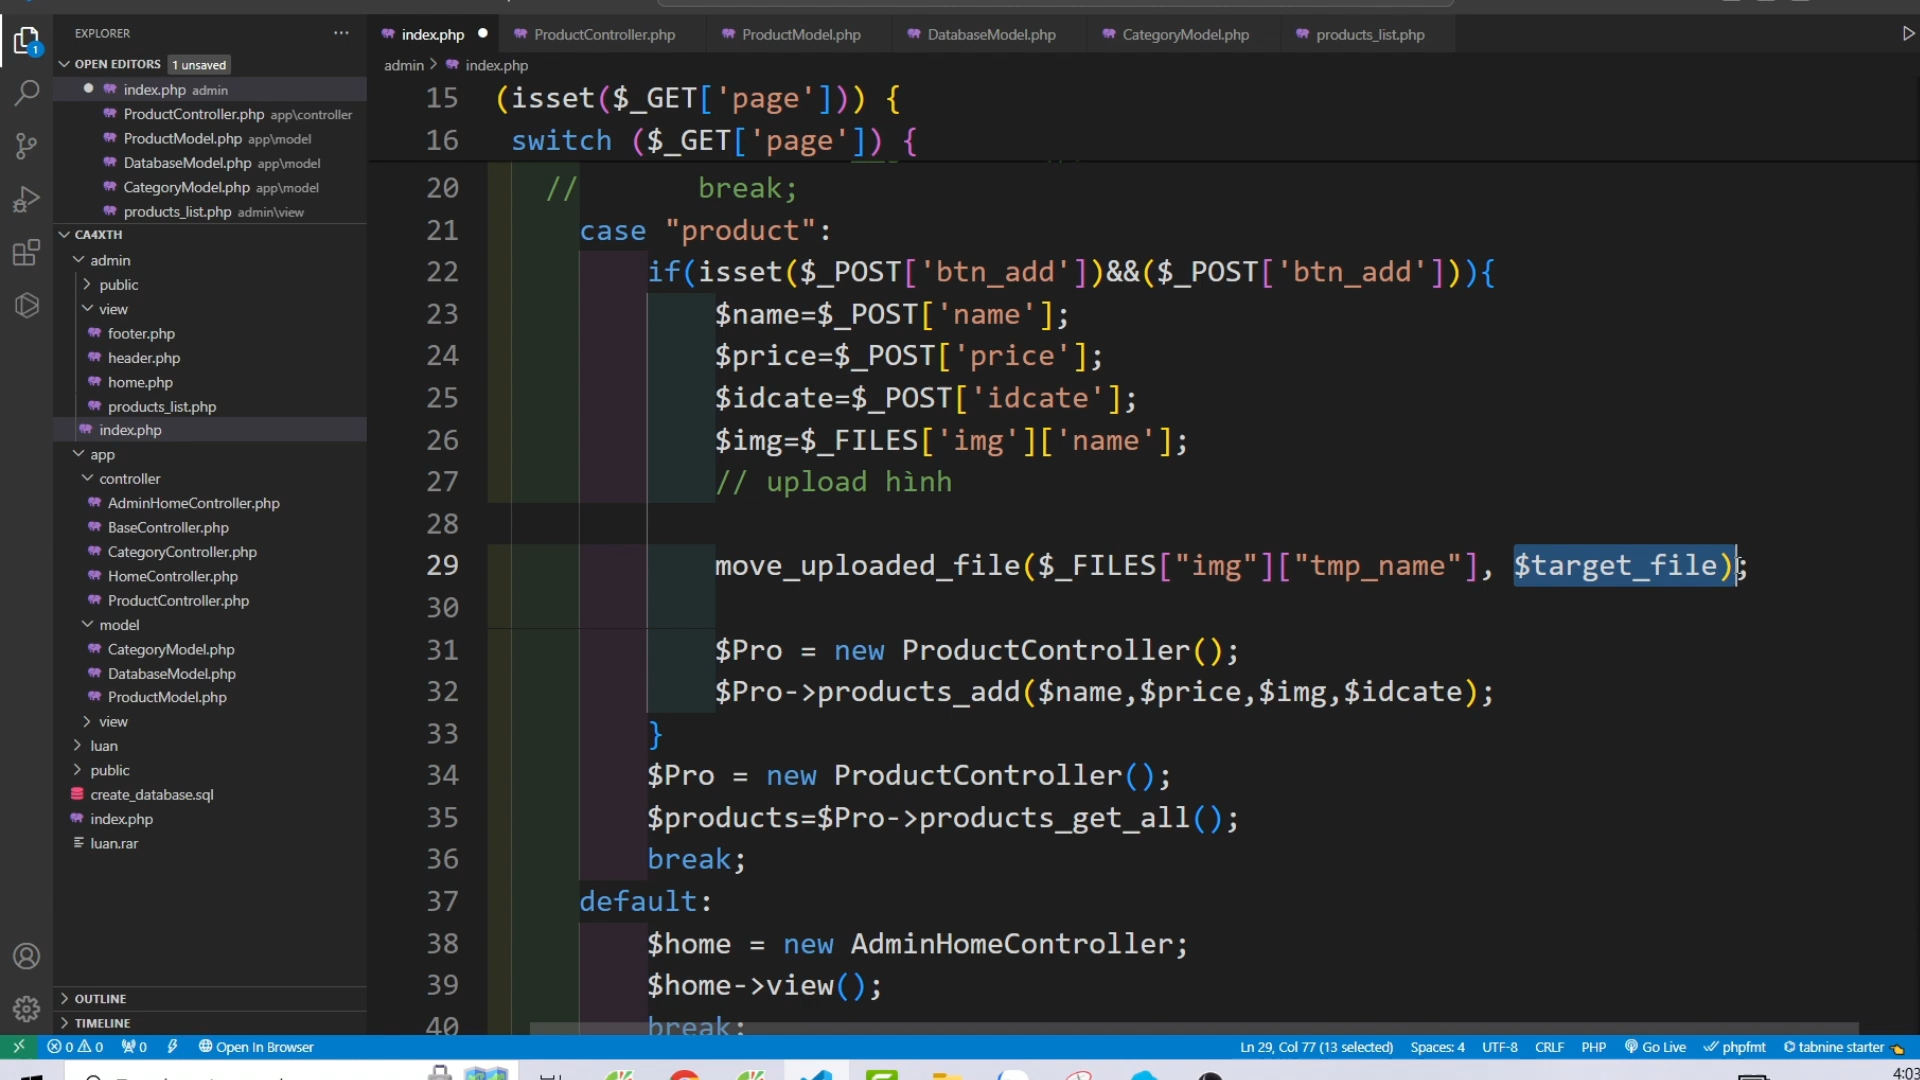 EXPLORER
OPEN EDITORS 1 unsaved
index.php admin
ProductController.php app\controller
ProductModel.php app\model
DatabaseModel.php app\model
CategoryModel.php app\model
products_list.php admin\view
CA4XTH
admin
public
view
footer.php
header.php
home.php
products_list.php
index.php
app
controller
AdminHomeController.php
BaseController.php
CategoryController.php
HomeController.php
ProductController.php
model
CategoryModel.php
DatabaseModel.php
ProductModel.php
view
luan
public
create_database.sql
index.php
luan.rar
OUTLINE
TIMELINE
index.php ProductController.php ProductModel.php DatabaseModel.php CategoryModel.php products_list.php
admin > index.php
15 (isset($_GET['page'])) {
16 switch ($_GET['page']) {
20 // break;
21 case "product":
22 if(isset($_POST['btn_add'])&&($_POST['btn_add'])){
23 $name=$_POST['name'];
24 $price=$_POST['price'];
25 $idcate=$_POST['idcate'];
26 $img=$_FILES['img']['name'];
27 // upload hình
28
29 move_uploaded_file($_FILES["img"]["tmp_name"], $target_file);
30
31 $Pro = new ProductController();
32 $Pro->products_add($name,$price,$img,$idcate);
33 }
34 $Pro = new ProductController();
35 $products=$Pro->products_get_all();
36 break;
37 default:
38 $home = new AdminHomeController;
39 $home->view();
40 break;
0 0 0 Open In Browser Ln 29, Col 77 (13 selected) Spaces: 4 UTF-8 CRLF PHP Go Live phpfmt tabnine starter
4:03